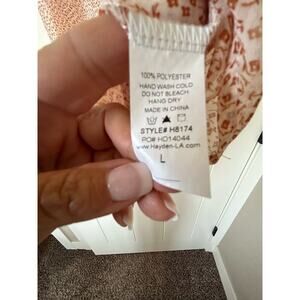 100% POLYESTER
HAND WASH COLD
DO NOT BLEACH
HANG DRY
MADE IN CHINA
STYLE# H8174
PO# HD14044
www.Hayden-LA.com
L